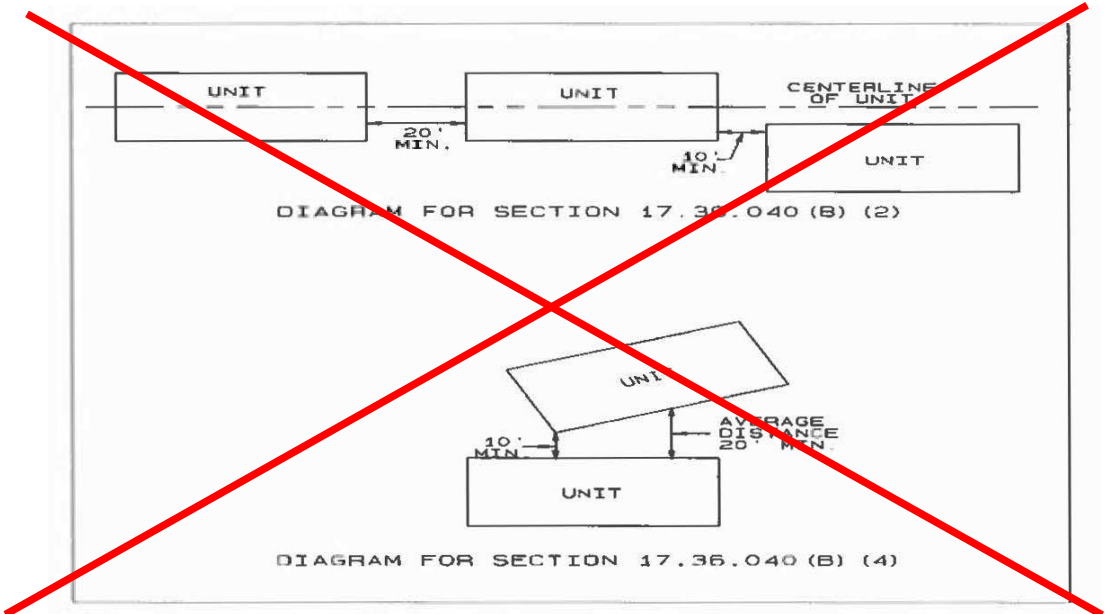 UNIT
UNIT
CENTERLINE
OF UNIT
20'
MIN.
10'
MIN.
UNIT
DIAGRAM FOR SECTION 17.36.040 (B) (2)
UNIT
10'
MIN.
AVERAGE
DISTANCE
20' MIN.
UNIT
DIAGRAM FOR SECTION 17.36.040 (B) (4)